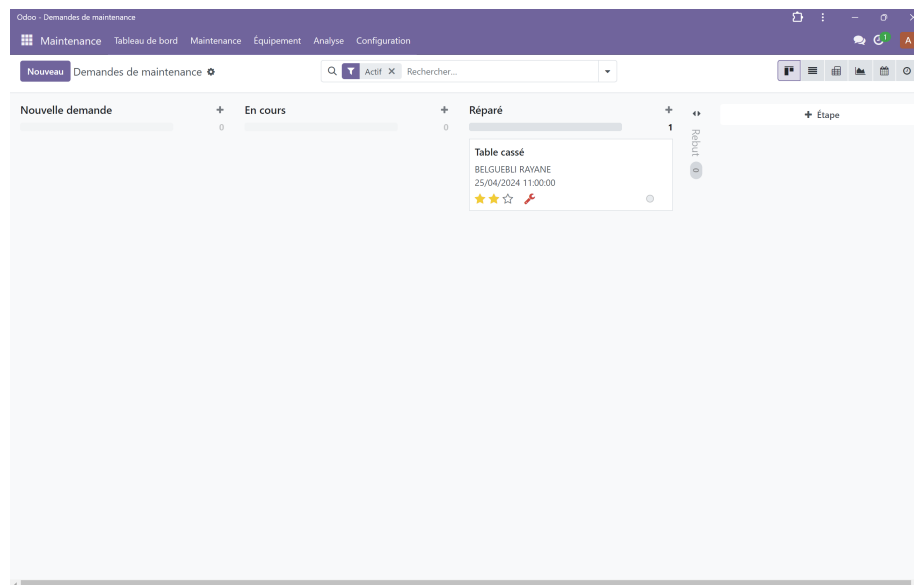 Odoo - Demandes de maintenance
Maintenance Tableau de bord Maintenance Équipement Analyse Configuration 1 A
Nouveau Demandes de maintenance Actif Rechercher...
Nouvelle demande 0
En cours 0
Réparé 1
Table cassé
BELGUEBLI RAYANE
25/04/2024 11:00:00
Rebut 0
Étape